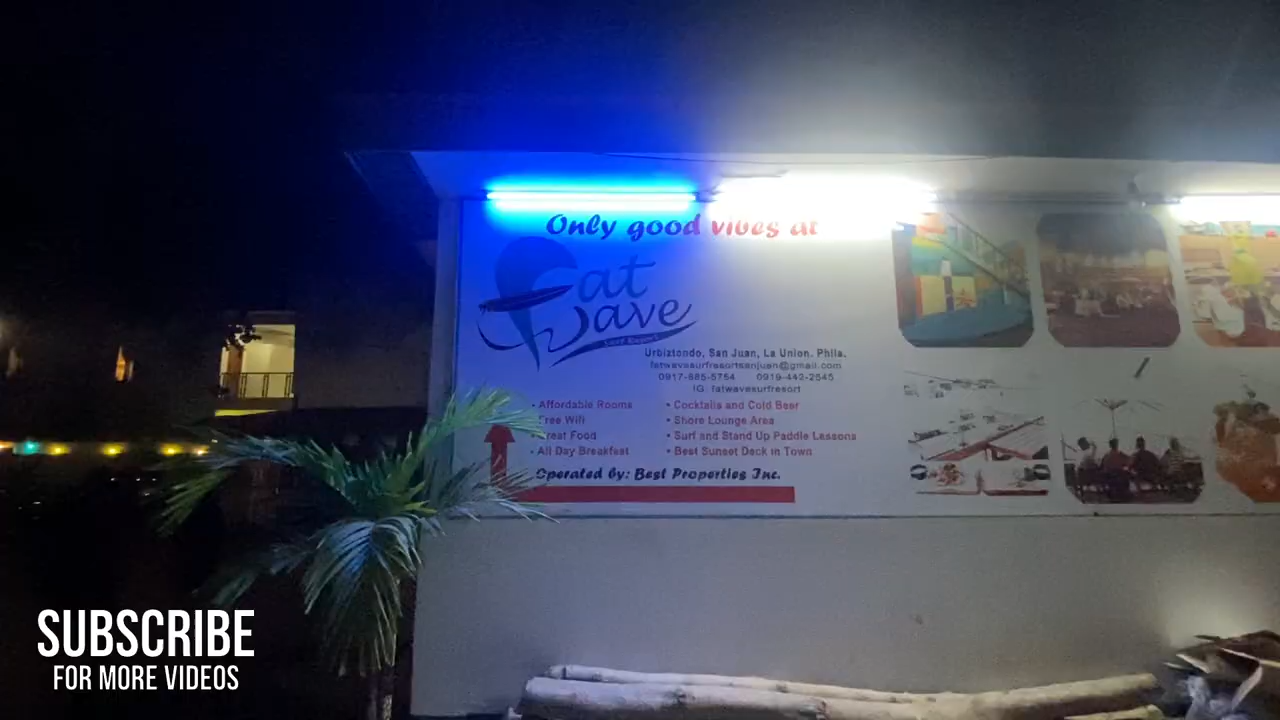 Only good vibes at
Fat
Wave
Surf Resort
Urbiztondo, San Juan, La Union. Phils.
fatwavesurfresortsanjuan@gmail.com
0917-885-5754 0919-442-2545
IG: fatwavesurfresort
• Affordable Rooms
• Cocktails and Cold Beer
Free Wifi
• Shore Lounge Area
Great Food
• Surf and Stand Up Paddle Lessons
• All Day Breakfast
• Best Sunset Deck in Town
Operated by: Best Properties Inc.
SUBSCRIBE
FOR MORE VIDEOS